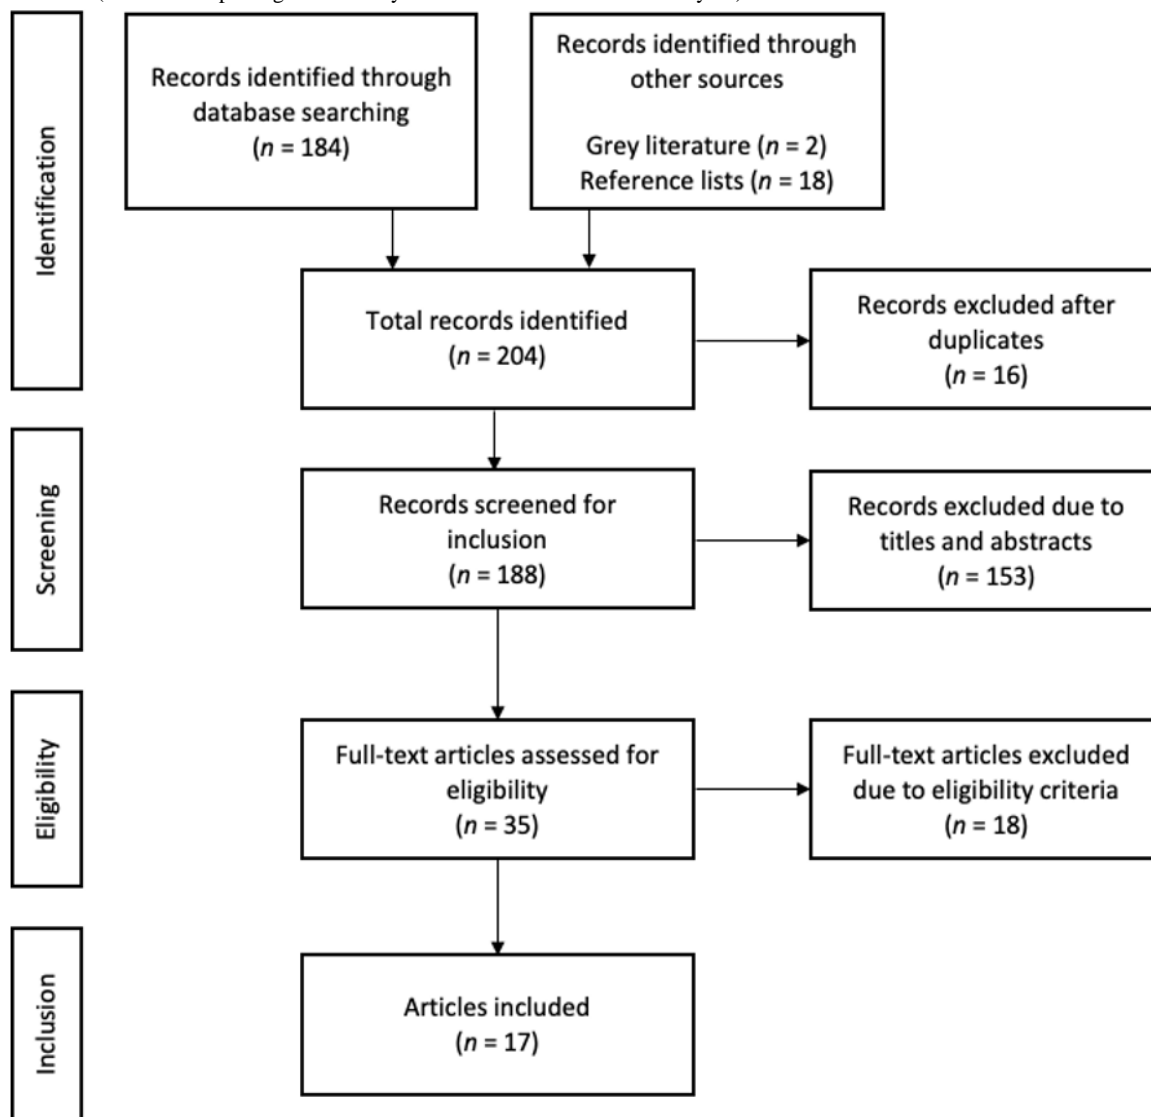 Identification
Records identified through
database searching
(n = 184)
Records identified through
other sources
Grey literature (n = 2)
Reference lists (n = 18)
Total records identified
(n = 204)
Records excluded after
duplicates
(n = 16)
Screening
Records screened for
inclusion
(n = 188)
Records excluded due to
titles and abstracts
(n = 153)
Eligibility
Full-text articles assessed for
eligibility
(n = 35)
Full-text articles excluded
due to eligibility criteria
(n = 18)
Inclusion
Articles included
(n = 17)